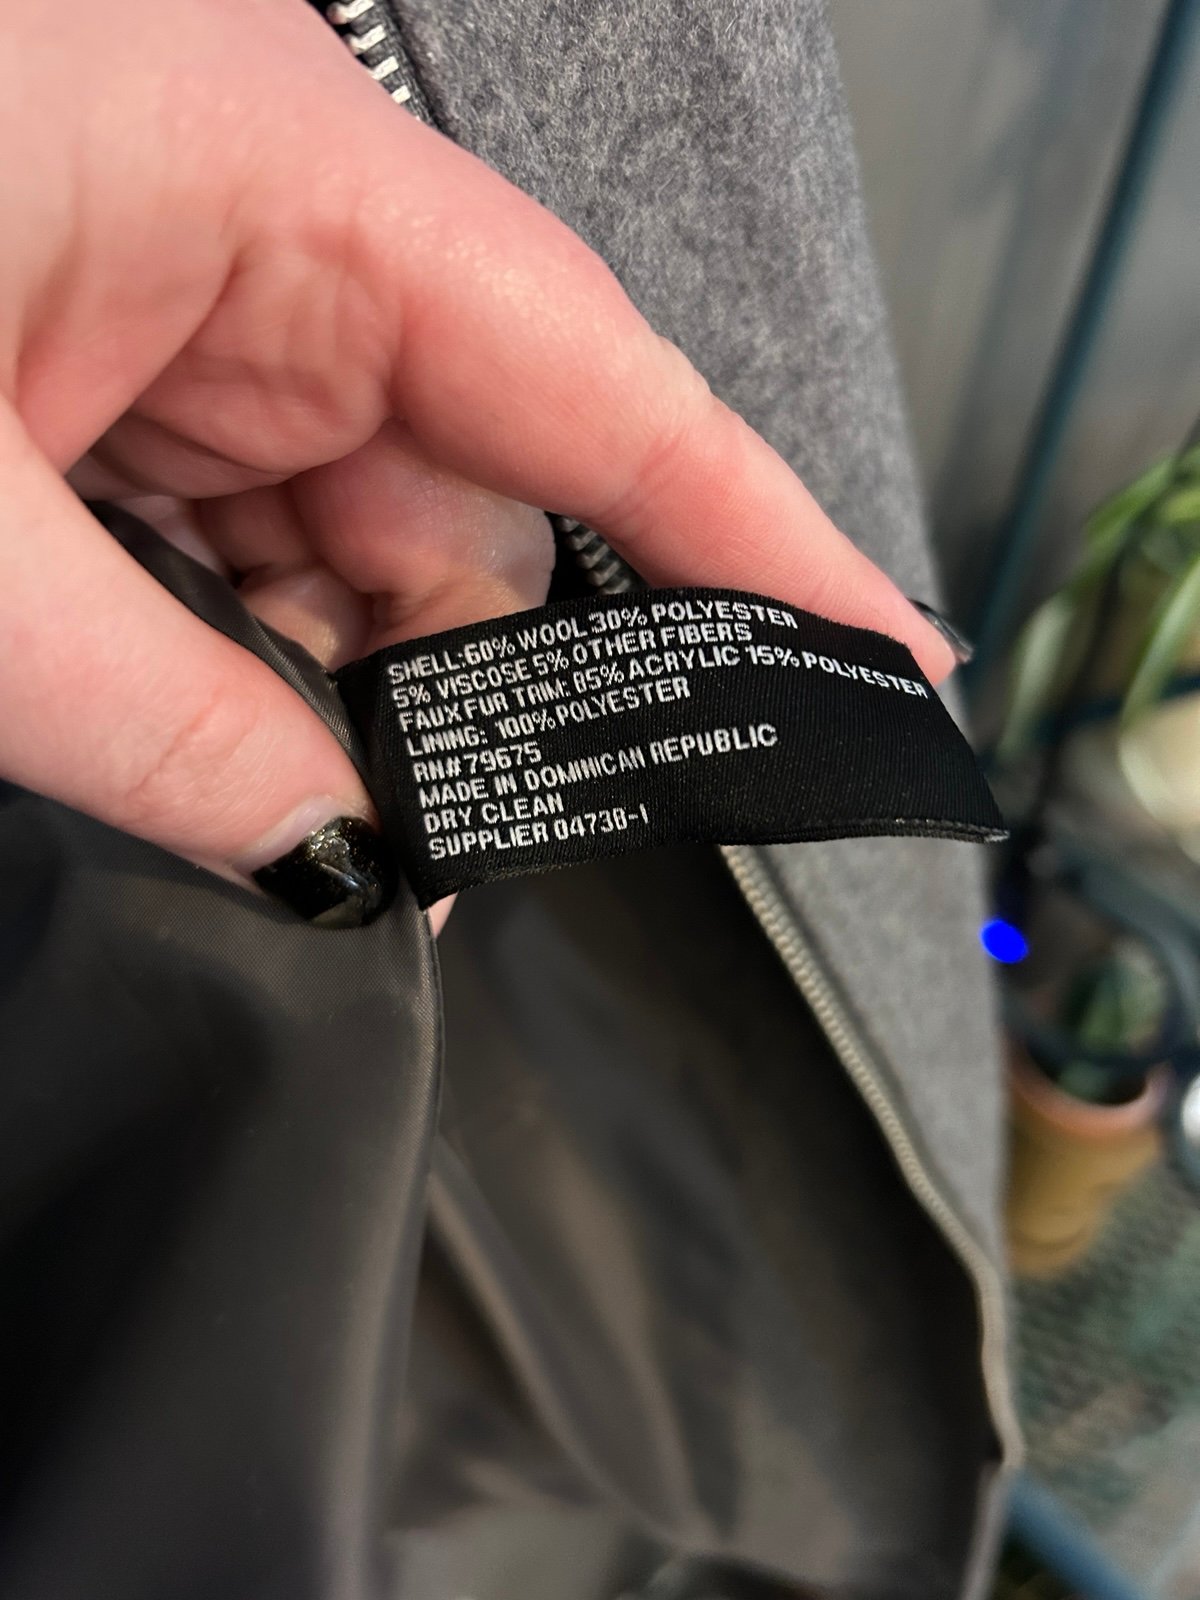 SHELL:60% WOOL 30% POLYESTER
5% VISCOSE 5% OTHER FIBERS
FAUX FUR TRIM: 85% ACRYLIC 15% POLYESTER
LINING: 100% POLYESTER
RN# 79675
MADE IN DOMINICAN REPUBLIC
DRY CLEAN
SUPPLIER 04738-1